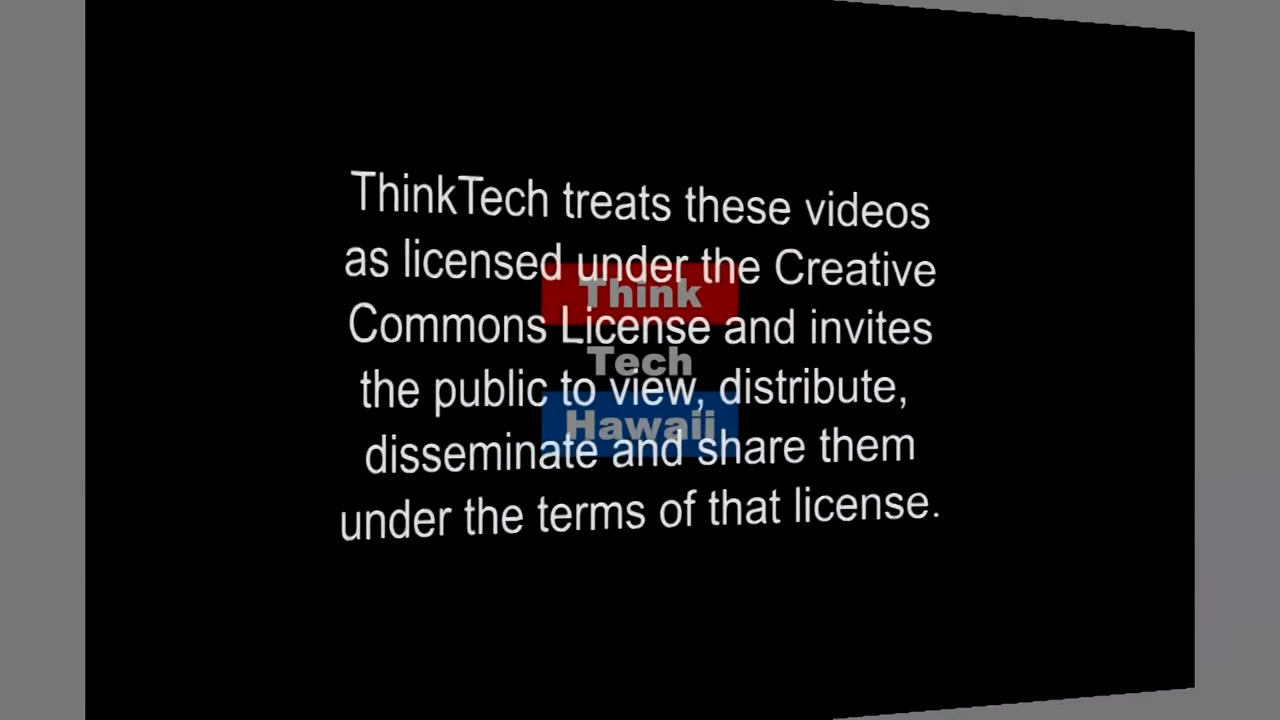 ThinkTech treats these videos
as licensed under the Creative
Commons License and invites
the public to view, distribute,
disseminate and share them
under the terms of that license.
Think
Tech
Hawaii